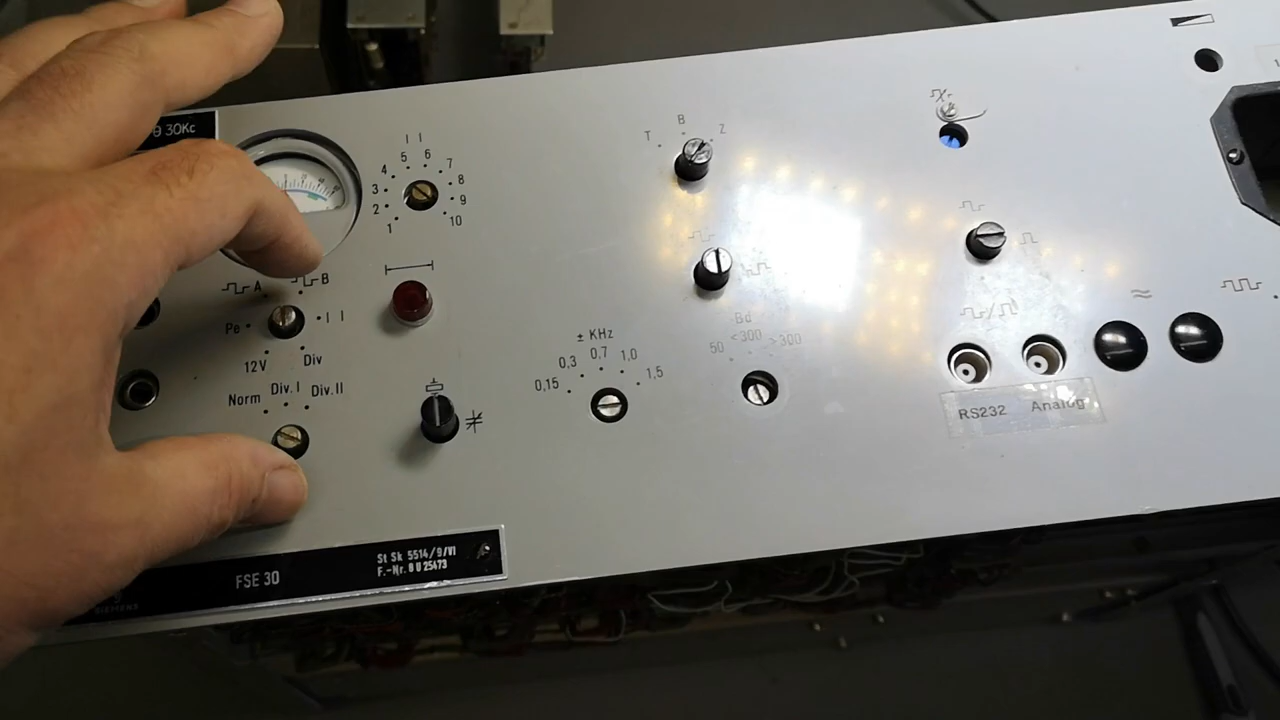 θ 30Kc
1 2 3 4 5 6 7 8 9 10
T B Z
A B
Pe
12V Div
Norm Div.I Div.II
± KHz
0,15 0,3 0,7 1,0 1,5
Bd
50 <300 >300
RS232 Analog
FSE 30
St Sk 5514/9/VI
F.-Nr. 8 U 25473
SIEMENS